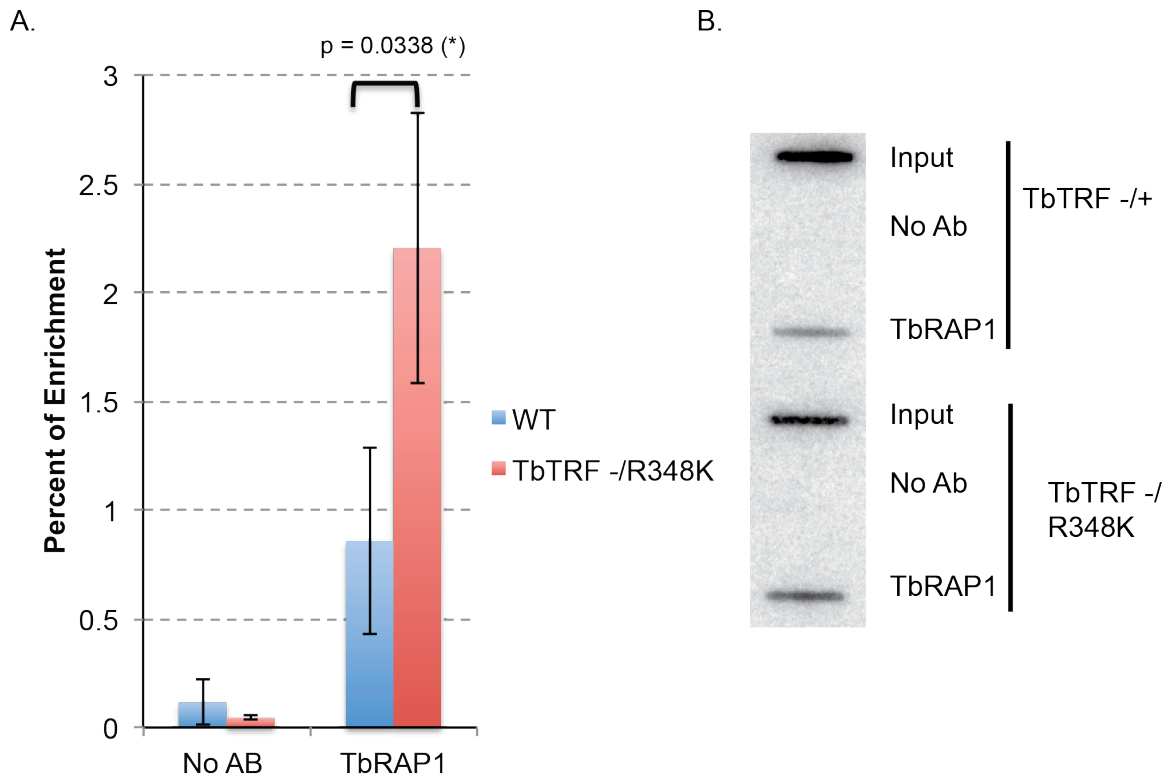 A.
p = 0.0338 (*)
3
2.5
2
1.5
1
0.5
0
Percent of Enrichment
No AB
TbRAP1
WT
TbTRF -/R348K
B.
Input
No Ab
TbRAP1
TbTRF -/+
Input
No Ab
TbRAP1
TbTRF -/
R348K